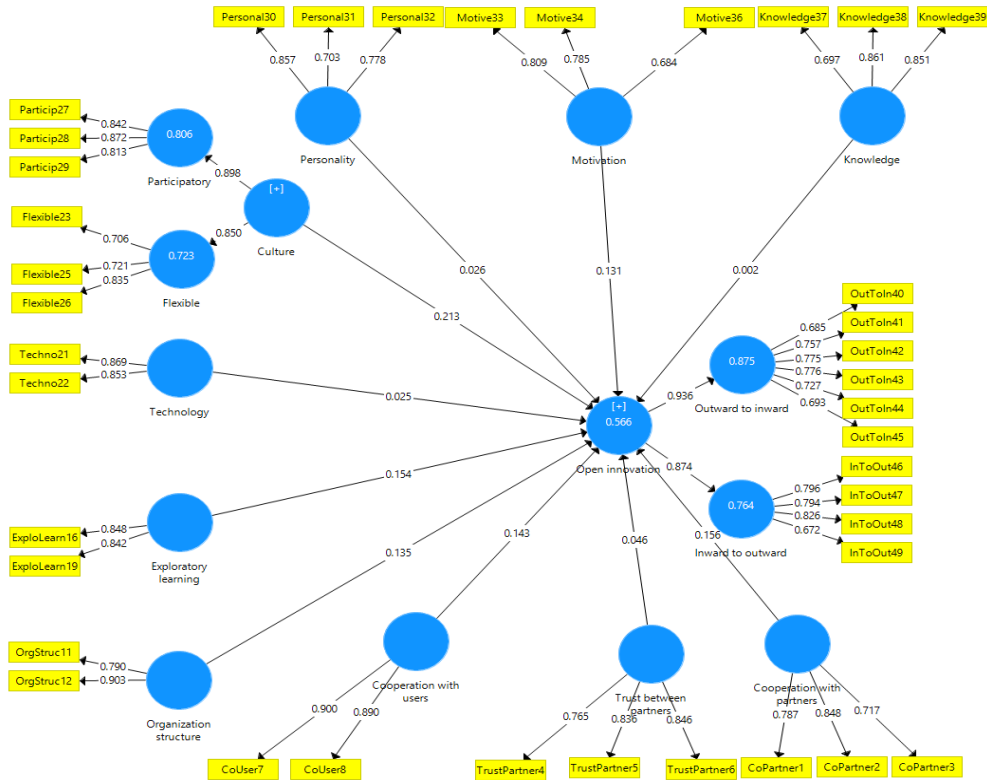 Personal30
Personal31
Personal32
Motive33
Motive34
Motive36
Knowledge37
Knowledge38
Knowledge39
0.857
0.703
0.778
0.809
0.785
0.684
0.697
0.861
0.851
Particip27
Particip28
Particip29
0.842
0.872
0.813
0.806
Participatory
Personality
Motivation
Knowledge
0.898
[+]
Culture
Flexible23
Flexible25
Flexible26
0.706
0.721
0.835
0.723
Flexible
0.850
0.026
0.131
0.002
0.213
OutToIn40
OutToIn41
OutToIn42
OutToIn43
OutToIn44
OutToIn45
0.685
0.757
0.775
0.776
0.727
0.693
0.875
Outward to inward
Techno21
Techno22
0.869
0.853
Technology
0.025
0.936
[+]
0.566
Open innovation
0.874
InToOut46
InToOut47
InToOut48
InToOut49
0.796
0.794
0.826
0.672
0.764
Inward to outward
ExploLearn16
ExploLearn19
0.848
0.842
Exploratory
learning
0.154
0.135
0.143
0.046
0.156
OrgStruc11
OrgStruc12
0.790
0.903
Organization
structure
Cooperation with
users
Trust between
partners
Cooperation with
partners
0.900
0.890
0.765
0.836
0.846
0.787
0.848
0.717
CoUser7
CoUser8
TrustPartner4
TrustPartner5
TrustPartner6
CoPartner1
CoPartner2
CoPartner3